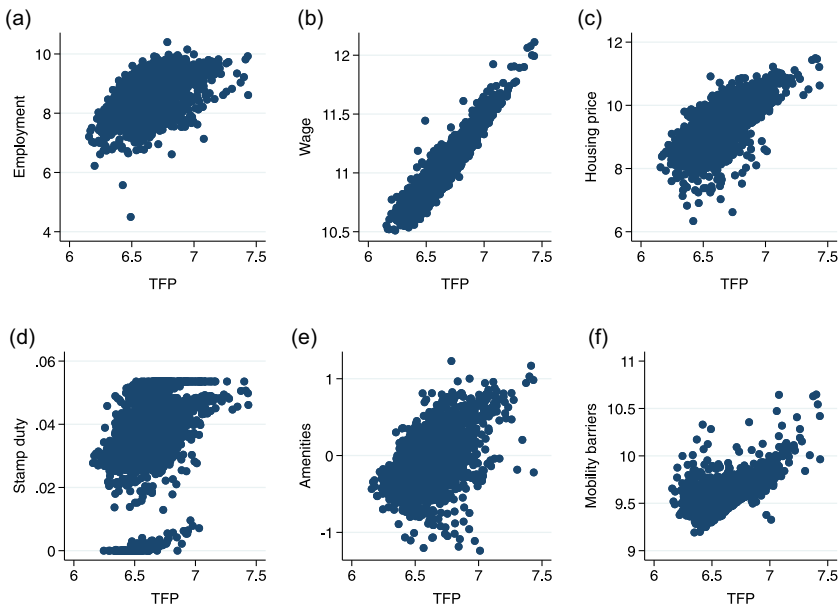 (a)
Employment
10
8
6
4
6
6.5
7
7.5
TFP
(b)
Wage
12
11.5
11
10.5
6
6.5
7
7.5
TFP
(c)
Housing price
12
10
8
6
6
6.5
7
7.5
TFP
(d)
Stamp duty
.06
.04
.02
0
6
6.5
7
7.5
TFP
(e)
Amenities
1
0
-1
6
6.5
7
7.5
TFP
(f)
Mobility barriers
11
10.5
10
9.5
9
6
6.5
7
7.5
TFP